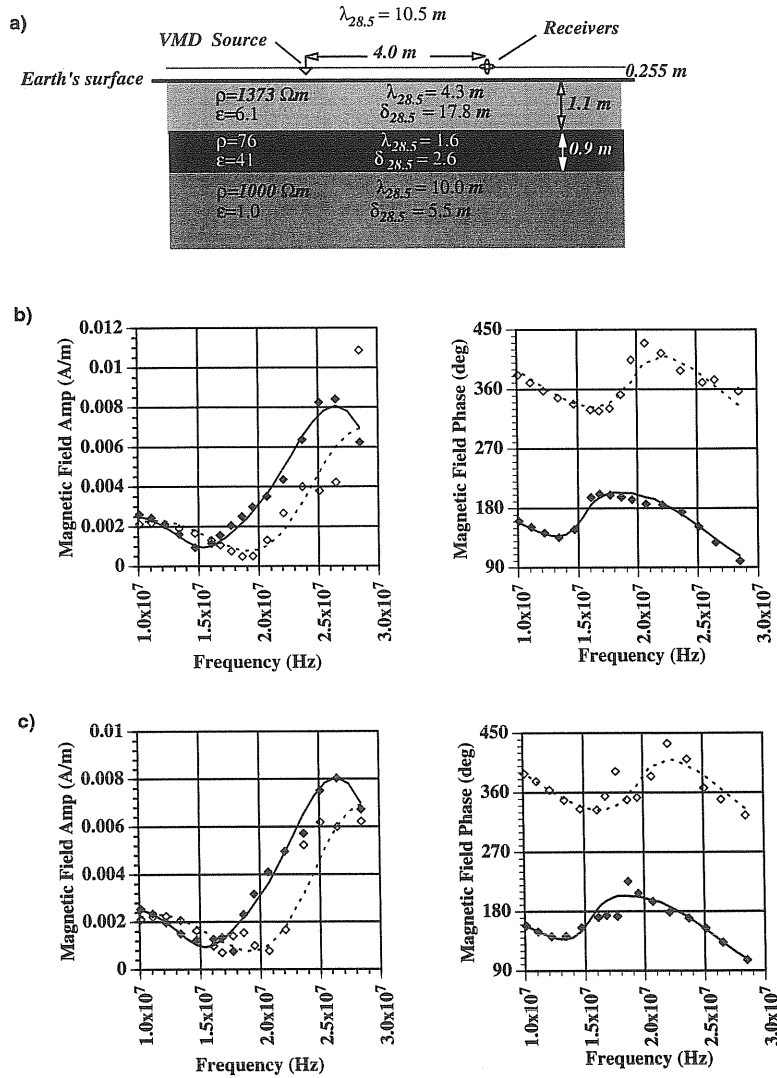 a)
λ28.5 = 10.5 m
VMD Source
Receivers
4.0 m
Earth's surface
0.255 m
ρ=1373 Ωm
ε=6.1
λ28.5 = 4.3 m
δ28.5 = 17.8 m
1.1 m
ρ=76
ε=41
λ28.5 = 1.6
δ28.5 = 2.6
0.9 m
ρ=1000 Ωm
ε=1.0
λ28.5 = 10.0 m
δ28.5 = 5.5 m
b)
Magnetic Field Amp (A/m)
0.012
0.01
0.008
0.006
0.004
0.002
0
1.0x10^7
1.5x10^7
2.0x10^7
2.5x10^7
3.0x10^7
Frequency (Hz)
Magnetic Field Phase (deg)
450
360
270
180
90
1.0x10^7
1.5x10^7
2.0x10^7
2.5x10^7
3.0x10^7
Frequency (Hz)
c)
Magnetic Field Amp (A/m)
0.01
0.008
0.006
0.004
0.002
0
1.0x10^7
1.5x10^7
2.0x10^7
2.5x10^7
3.0x10^7
Frequency (Hz)
Magnetic Field Phase (deg)
450
360
270
180
90
1.0x10^7
1.5x10^7
2.0x10^7
2.5x10^7
3.0x10^7
Frequency (Hz)